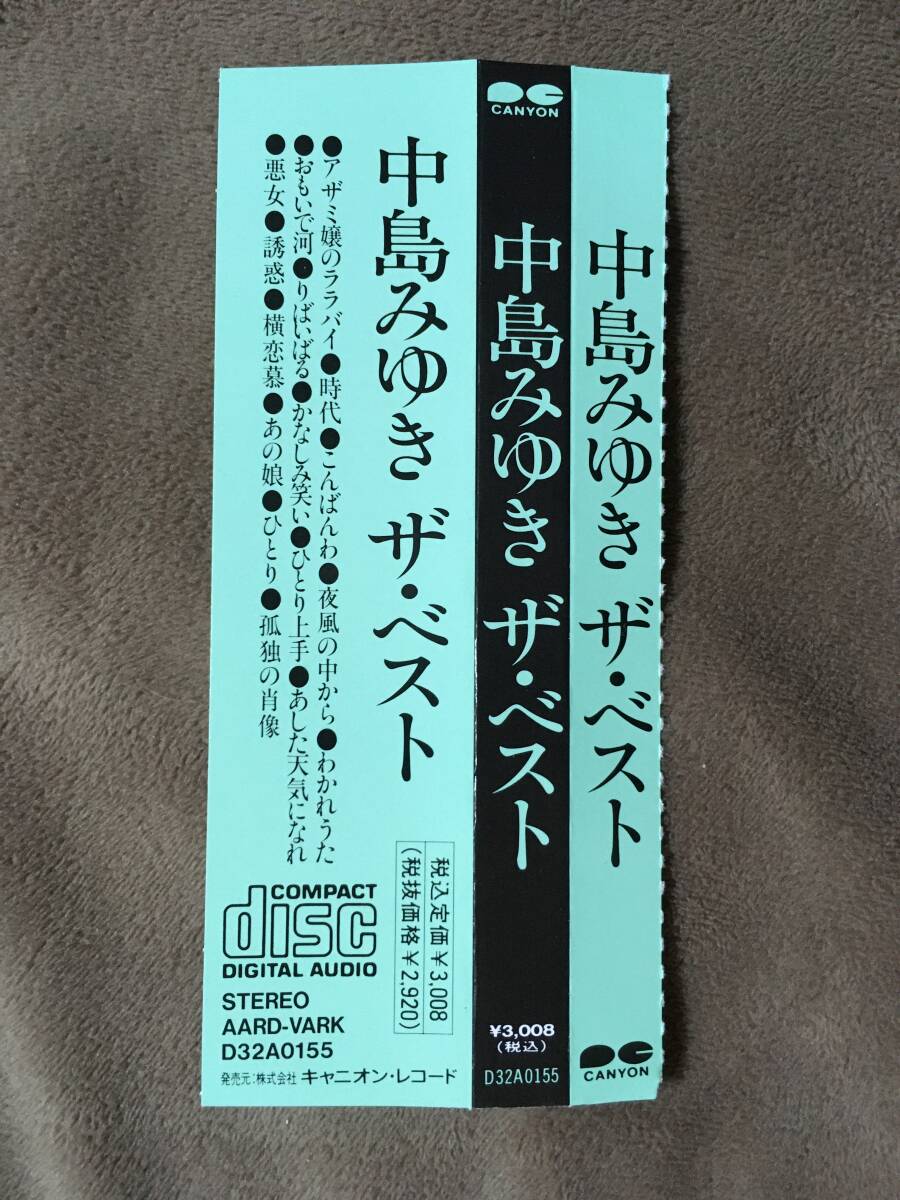 中島みゆき ザ・ベスト
CANYON
CANYON
中島みゆき ザ・ベスト
¥3,008
(税込)
D32A0155
中島みゆき ザ・ベスト
●アザミ嬢のララバイ●時代●こんばんわ●夜風の中から●わかれうた
●おもいで河●りばいばる●かなしみ笑い●ひとり上手●あした天気になれ
●悪女●誘惑●横恋慕●あの娘●ひとり●孤独の肖像
税込定価¥3,008
(税抜価格¥2,920)
COMPACT
disc
DIGITAL AUDIO
STEREO
AARD-VARK
D32A0155
発売元:株式会社 キャニオン・レコード